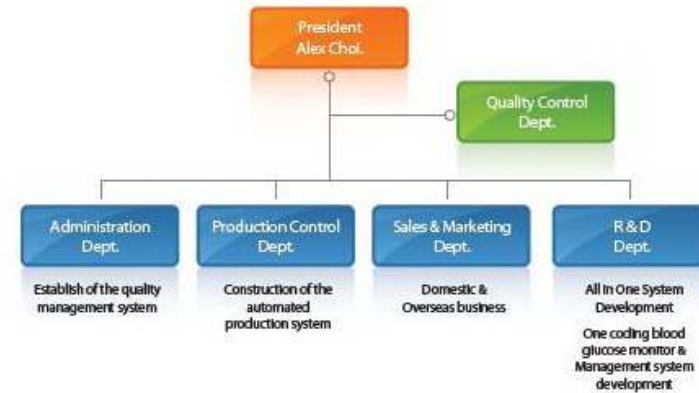 President
Alex Choi.
Quality Control
Dept.
Administration
Dept.
Production Control
Dept.
Sales & Marketing
Dept.
R & D
Dept.
Establish of the quality
management system
Construction of the
automated
production system
Domestic &
Overseas business
All In One System
Development
One coding blood
glucose monitor &
Management system
development